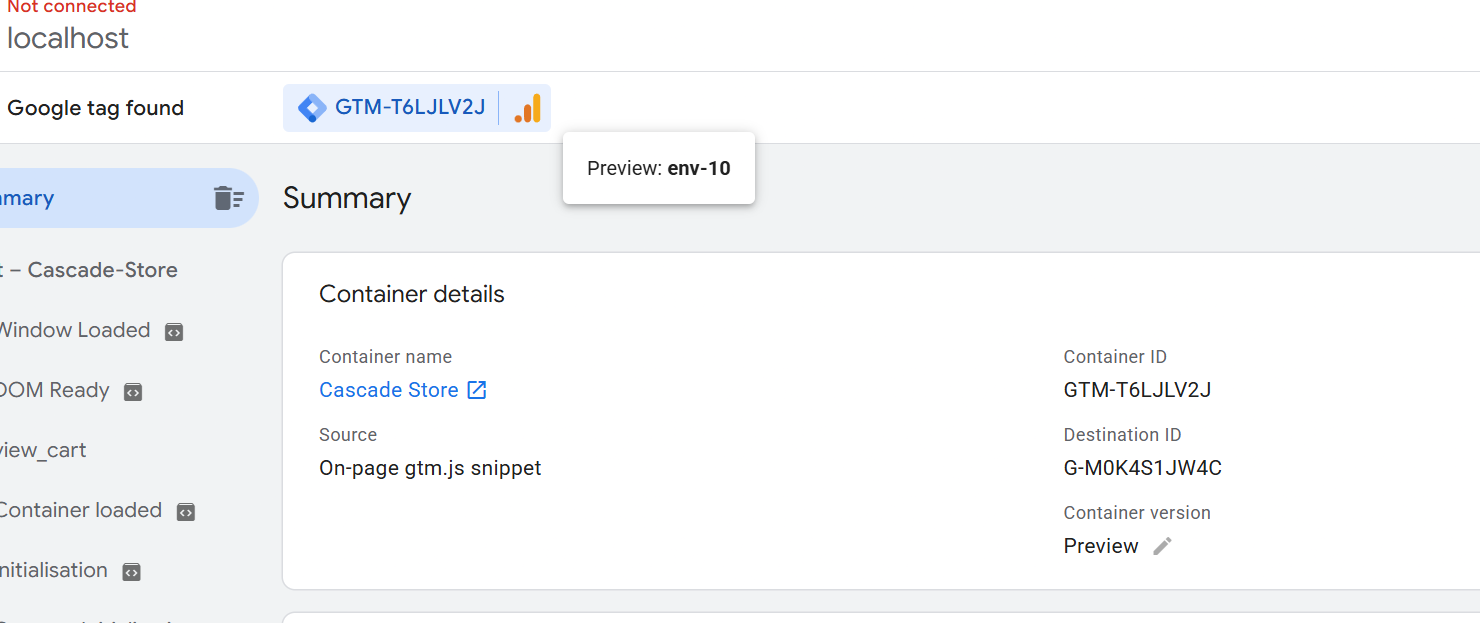 Not connected
localhost
Google tag found
GTM-T6LJLV2J
Preview: env-10
Summary
– Cascade-Store
Window Loaded
DOM Ready
view_cart
Container loaded
Initialisation
Container details
Container name
Cascade Store
Source
On-page gtm.js snippet
Container ID
GTM-T6LJLV2J
Destination ID
G-M0K4S1JW4C
Container version
Preview